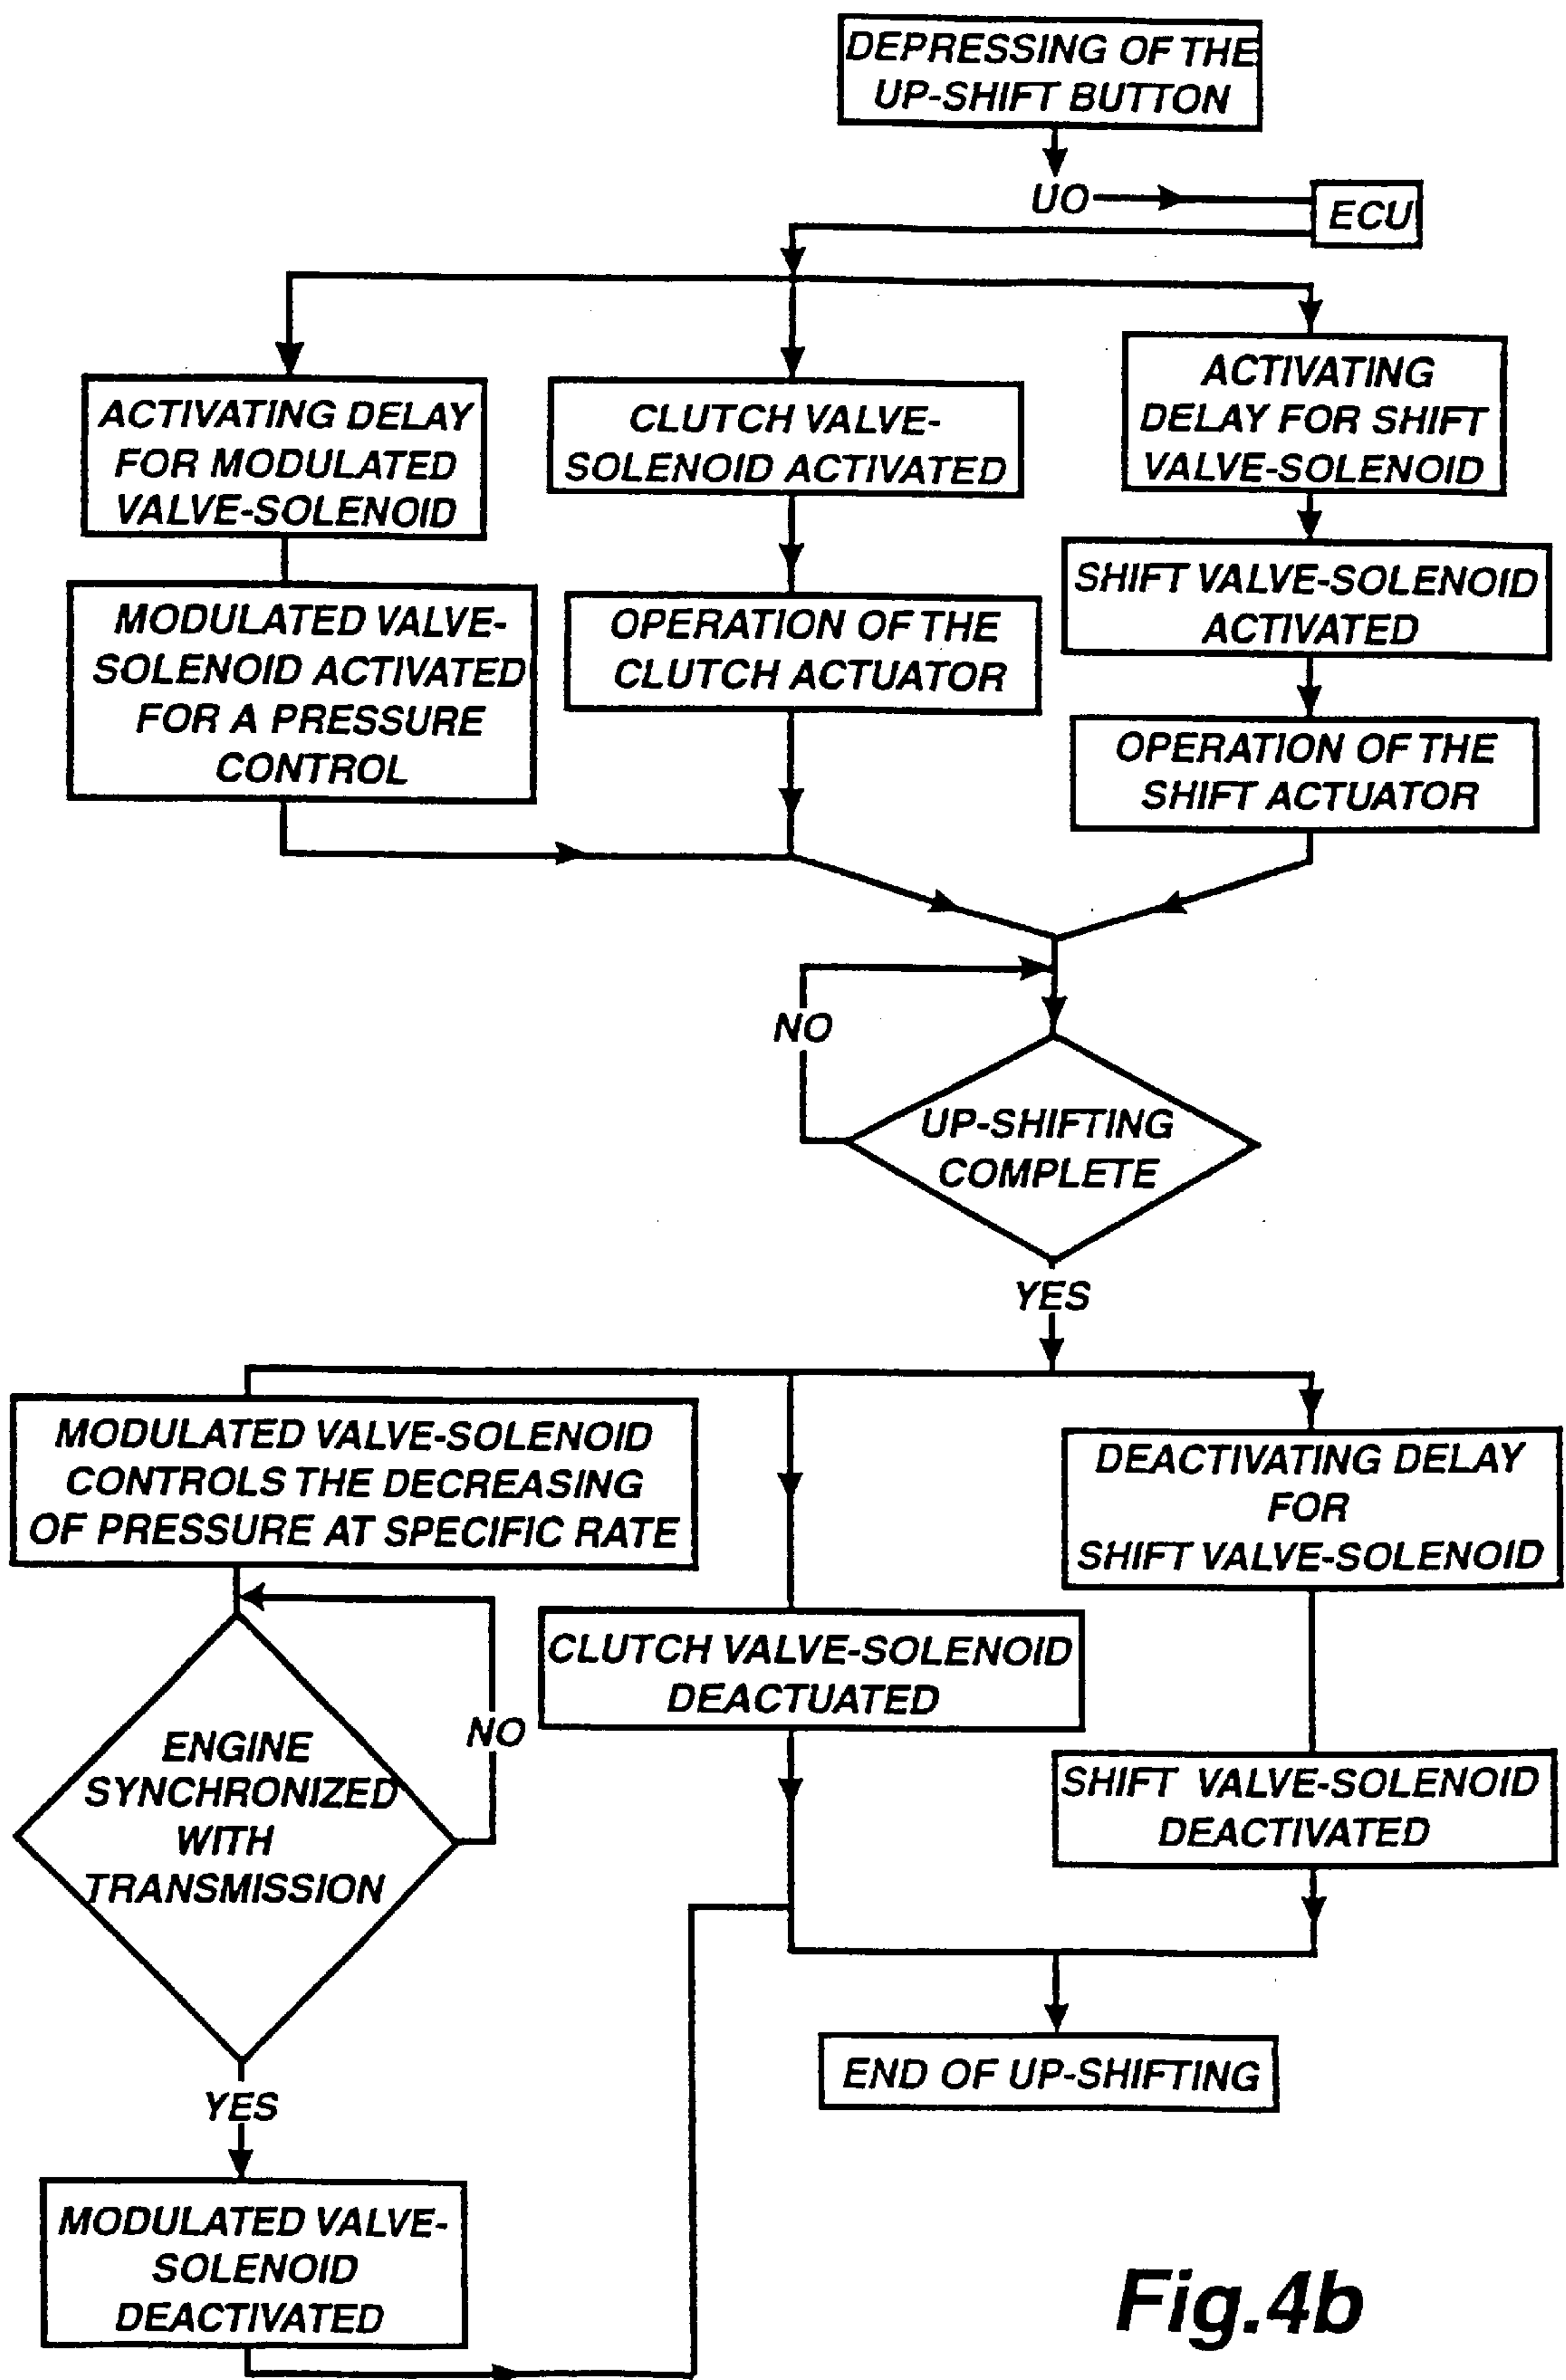 DEPRESSING OF THE
UP-SHIFT BUTTON
UO
ECU
ACTIVATING DELAY
FOR MODULATED
VALVE-SOLENOID
CLUTCH VALVE-
SOLENOID ACTIVATED
ACTIVATING
DELAY FOR SHIFT
VALVE-SOLENOID
MODULATED VALVE-
SOLENOID ACTIVATED
FOR A PRESSURE
CONTROL
OPERATION OF THE
CLUTCH ACTUATOR
SHIFT VALVE-SOLENOID
ACTIVATED
OPERATION OF THE
SHIFT ACTUATOR
NO
UP-SHIFTING
COMPLETE
YES
MODULATED VALVE-SOLENOID
CONTROLS THE DECREASING
OF PRESSURE AT SPECIFIC RATE
DEACTIVATING DELAY
FOR
SHIFT VALVE-SOLENOID
CLUTCH VALVE-SOLENOID
DEACTUATED
NO
ENGINE
SYNCHRONIZED
WITH
TRANSMISSION
SHIFT VALVE-SOLENOID
DEACTIVATED
END OF UP-SHIFTING
YES
MODULATED VALVE-
SOLENOID
DEACTIVATED
Fig.4b